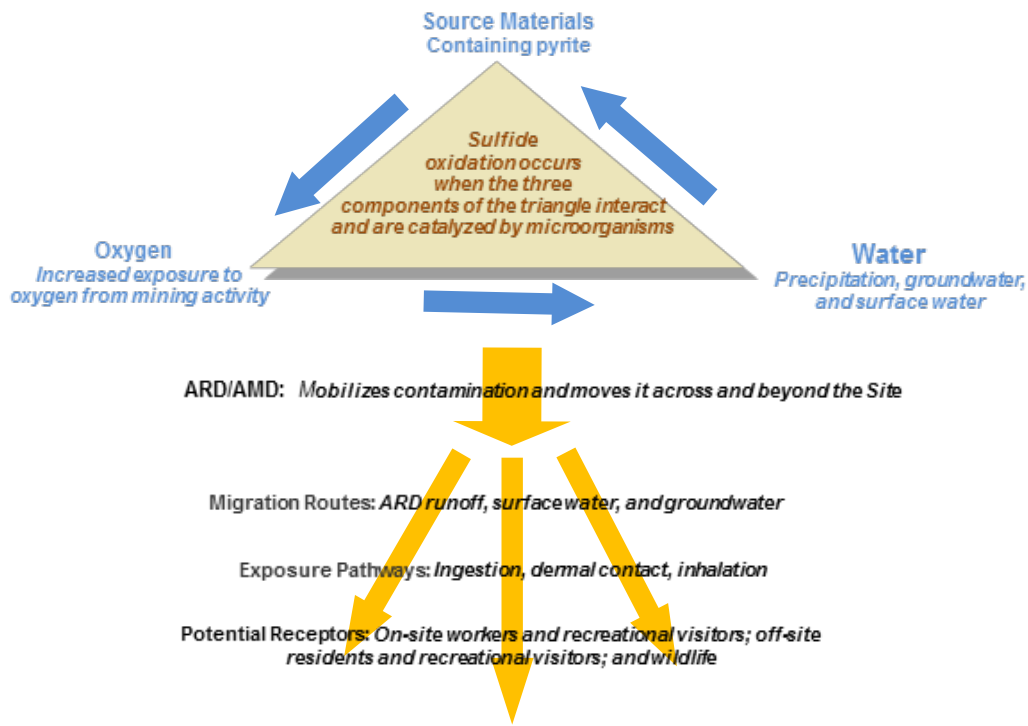 Source Materials
Containing pyrite
Sulfide
oxidation occurs
when the three
components of the triangle interact
and are catalyzed by microorganisms
Oxygen
Increased exposure to
oxygen from mining activity
Water
Precipitation, groundwater,
and surface water
ARD/AMD: Mobilizes contamination and moves it across and beyond the Site
Migration Routes: ARD runoff, surface water, and groundwater
Exposure Pathways: Ingestion, dermal contact, inhalation
Potential Receptors: On-site workers and recreational visitors; off-site
residents and recreational visitors; and wildlife